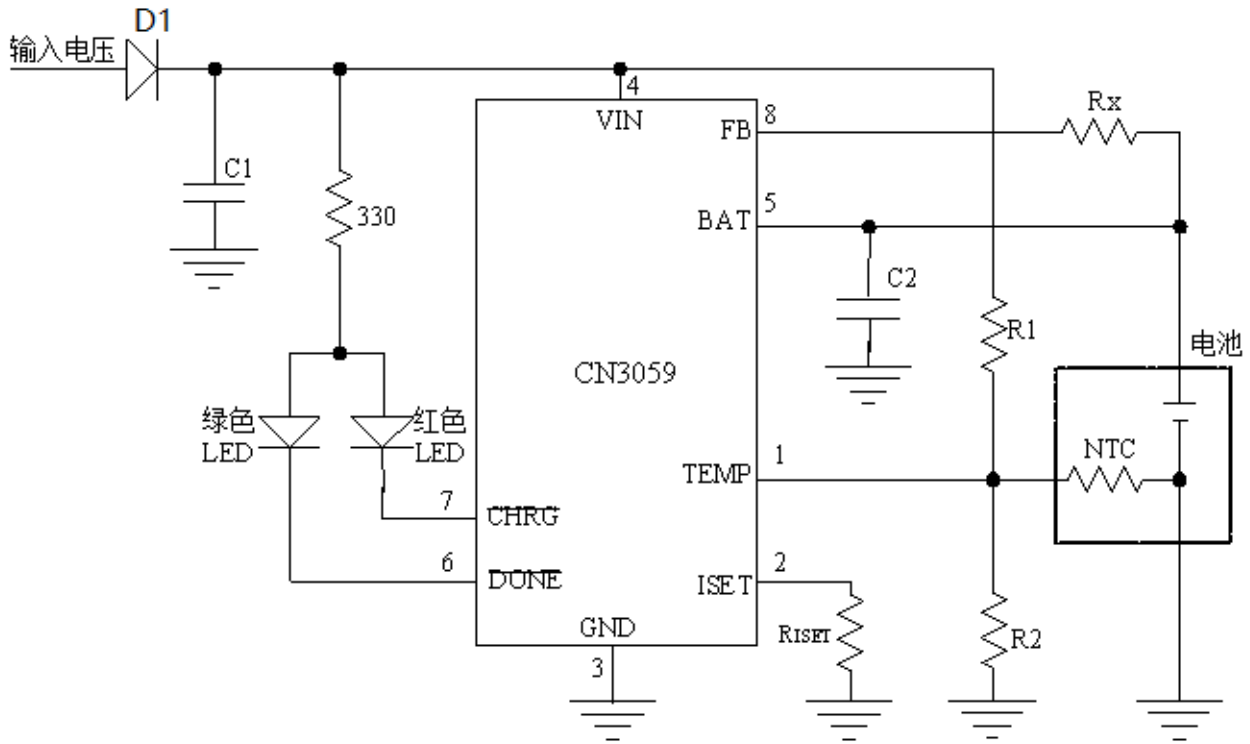 D1
输入电压
4
VIN
FB
8
Rx
C1
330
BAT
5
C2
R1
电池
CN3059
绿色
LED
红色
LED
TEMP
1
NTC
7
CHRG
6
DONE
ISET
2
RISET
GND
3
R2